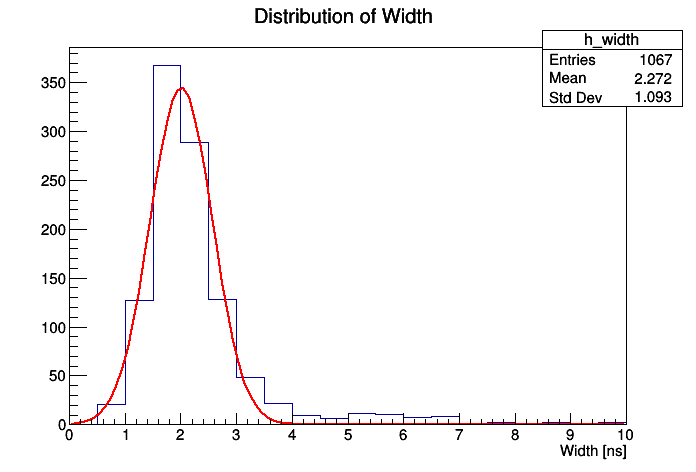 Distribution of Width
h_width
Entries 1067
Mean 2.272
Std Dev 1.093
350
300
250
200
150
100
50
0
0 1 2 3 4 5 6 7 8 9 10
Width [ns]